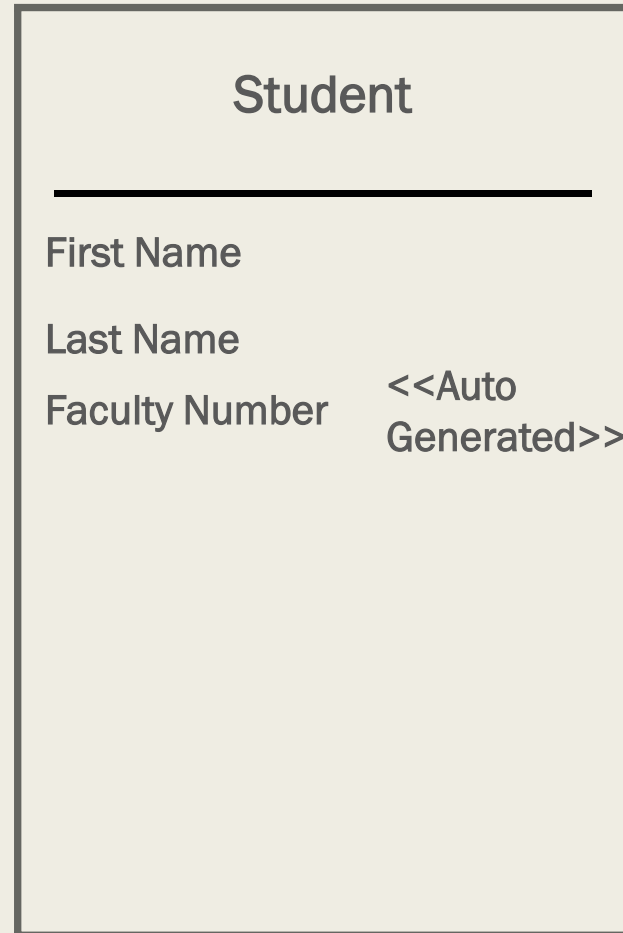 Student
First Name
Last Name
Faculty Number
<<Auto
Generated>>